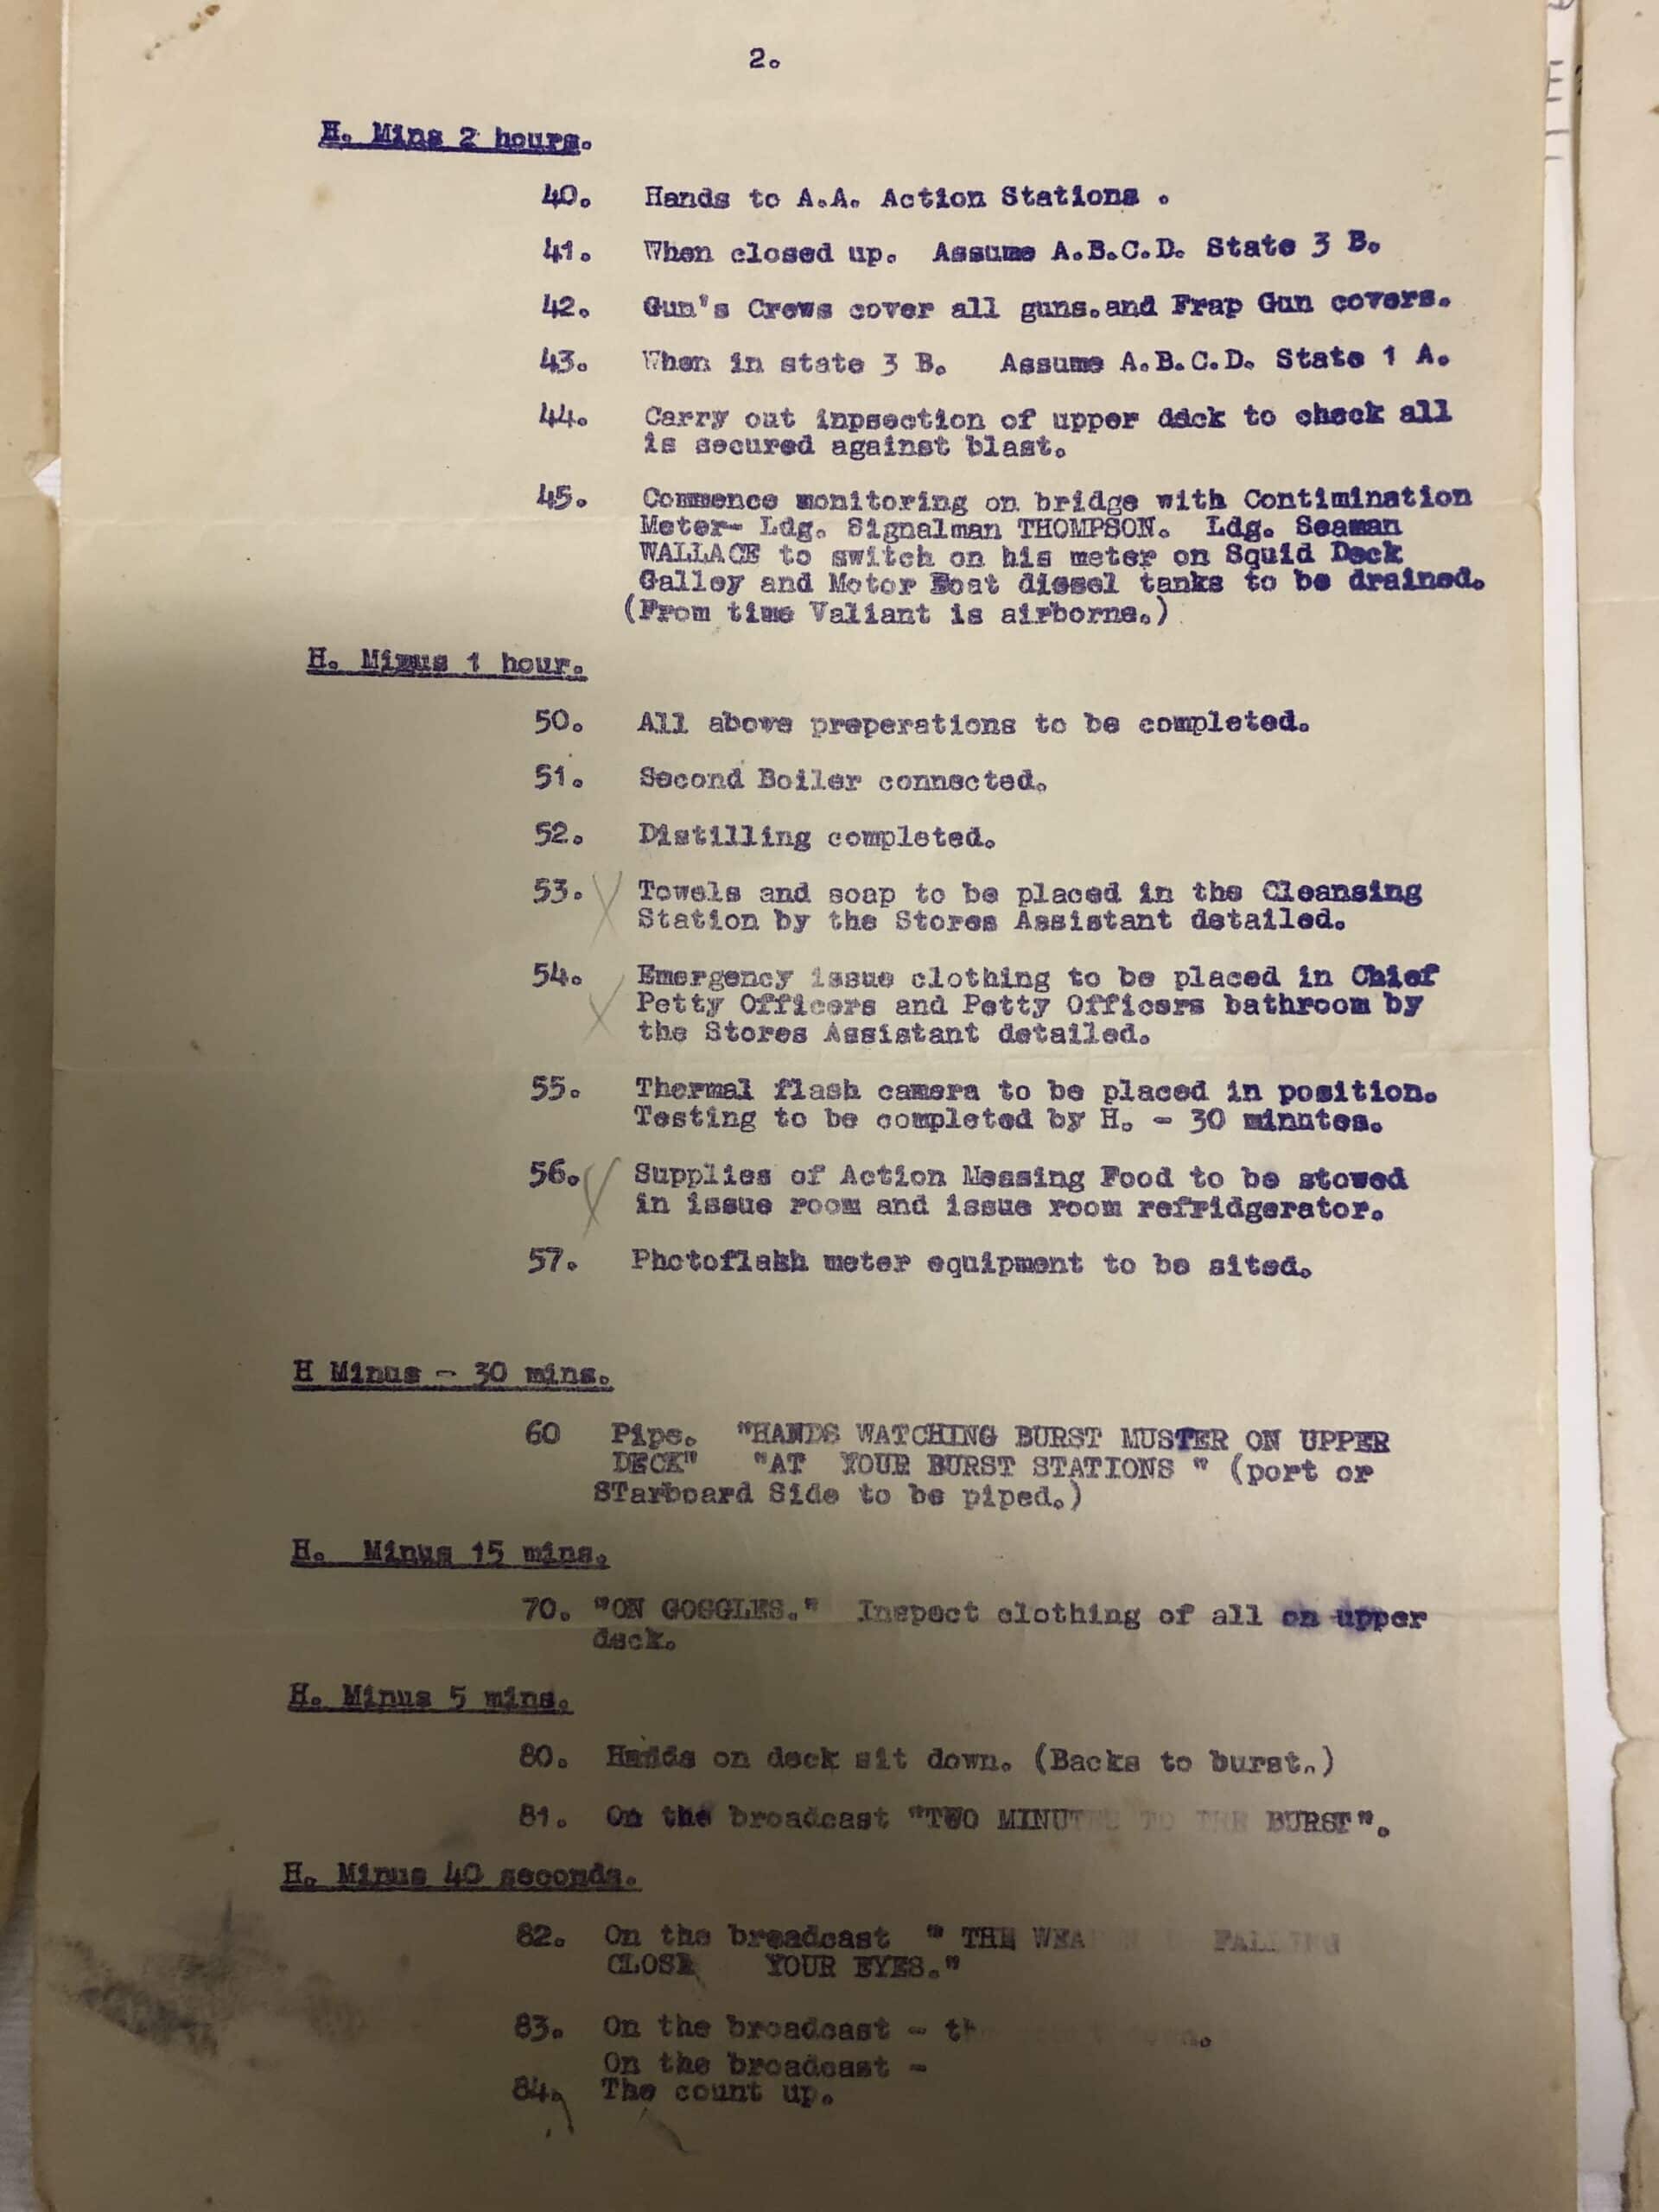 2.
H. Mins 2 hours.
40. Hands to A.A. Action Stations .
41. When closed up. Assume A.B.C.D. State 3 B.
42. Gun's Crews cover all guns.and Frap Gun covers.
43. When in state 3 B. Assume A.B.C.D. State 1 A.
44. Carry out inpsection of upper deck to check all
is secured against blast.
45. Commence monitoring on bridge with Contimination
Meter- Ldg. Signalman THOMPSON. Ldg. Seaman
WALLACE to switch on his meter on Squid Deck
Galley and Motor Boat diesel tanks to be drained.
(From time Valiant is airborne.)
H. Minus 1 hour.
50. All above preperations to be completed.
51. Second Boiler connected.
52. Distilling completed.
53. Towels and soap to be placed in the Cleansing
Station by the Stores Assistant detailed.
54. Emergency issue clothing to be placed in Chief
Petty Officers and Petty Officers bathroom by
the Stores Assistant detailed.
55. Thermal flash camera to be placed in position.
Testing to be completed by H. - 30 minutes.
56. Supplies of Action Messing Food to be stowed
in issue room and issue room refridgerator.
57. Photoflash meter equipment to be sited.
H Minus - 30 mins.
60 Pipe. "HANDS WATCHING BURST MUSTER ON UPPER
DECK" "AT YOUR BURST STATIONS " (port or
STarboard Side to be piped.)
H. Minus 15 mins.
70. "ON GOGGLES." Inspect clothing of all on upper
deck.
H. Minus 5 mins.
80. Hands on deck sit down. (Backs to burst.)
81. On the broadcast "TWO MINUTES TO THE BURST".
H. Minus 40 seconds.
82. On the broadcast " THE FALLING
CLOSE YOUR EYES."
83. On the broadcast -
On the broadcast -
84. The count up.